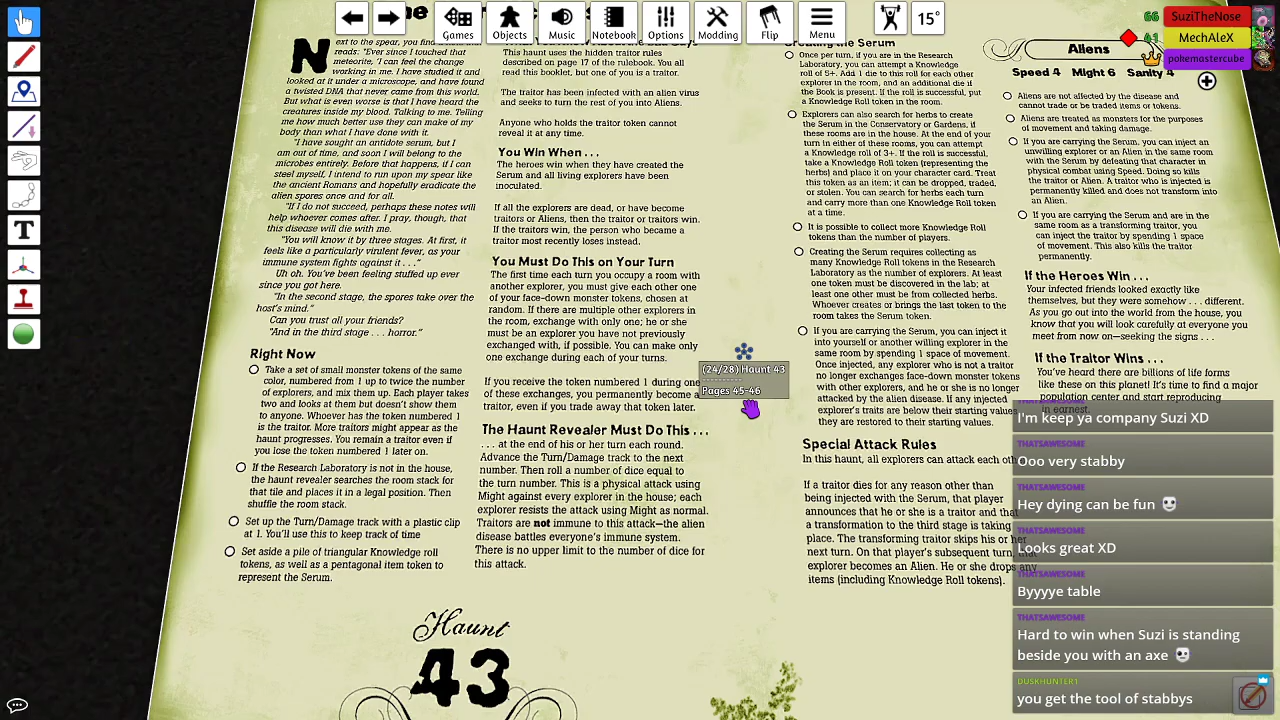 Games
Objects
Music
Notebook
Options
Modding
Flip
Menu
15°
66
SuziTheNose
MechAleX
pokemastercube
Next to the spear, you find
reads: "Ever since I touched that
meteorite, "I can feel the change
working in me. I have studied it and
looked at it under a microscope, and have found
a twisted DNA that never came from this world.
But what is even worse is that I have heard the
creatures inside my blood. Talking to me. Telling
me how much better use they can make of my
body than what I have done with it.
"I have sought an antidote serum, but I
am out of time, and soon I will belong to the
microbes entirely. Before that happens, if I can
steel myself, I intend to run upon my spear like
the ancient Romans and hopefully eradicate the
alien spores once and for all.
"If I do not succeed, perhaps these notes will
help whoever comes after. I pray, though, that
this disease will die with me.
"You will know it by three stages. At first, it
feels like a particularly virulent fever, as your
immune system fights against it . . ."
Uh oh. You've been feeling stuffed up ever
since you got here.
"In the second stage, the spores take over the
host's mind."
Can you trust all your friends?
"And in the third stage . . . horror."
Right Now
Take a set of small monster tokens of the same
color, numbered from 1 up to twice the number
of explorers, and mix them up. Each player takes
two and looks at them but doesn't show them
to anyone. Whoever has the token numbered 1
is the traitor. More traitors might appear as the
haunt progresses. You remain a traitor even if
you lose the token numbered 1 later on.
If the Research Laboratory is not in the house,
the haunt revealer searches the room stack for
that tile and places it in a legal position. Then
shuffle the room stack.
Set up the Turn/Damage track with a plastic clip
at 1. You'll use this to keep track of time
Set aside a pile of triangular Knowledge roll
tokens, as well as a pentagonal item token to
represent the Serum.
This haunt uses the hidden traitor rules
described on page 17 of the rulebook. You all
read this booklet, but one of you is a traitor.
The traitor has been infected with an alien virus
and seeks to turn the rest of you into Aliens.
Anyone who holds the traitor token cannot
reveal it at any time.
You Win When . . .
The heroes win when they have created the
Serum and all living explorers have been
inoculated.
If all the explorers are dead, or have become
traitors or Aliens, then the traitor or traitors win.
If the traitors win, the person who became a
traitor most recently loses instead.
You Must Do This on Your Turn
The first time each turn you occupy a room with
another explorer, you must give each other one
of your face-down monster tokens, chosen at
random. If there are multiple other explorers in
the room, exchange with only one; he or she
must be an explorer you have not previously
exchanged with, if possible. You can make only
one exchange during each of your turns.
If you receive the token numbered 1 during one
of these exchanges, you permanently become a
traitor, even if you trade away that token later.
The Haunt Revealer Must Do This . . .
. . . at the end of his or her turn each round.
Advance the Turn/Damage track to the next
number. Then roll a number of dice equal to
the turn number. This is a physical attack using
Might against every explorer in the house; each
explorer resists the attack using Might as normal.
Traitors are not immune to this attack—the alien
disease battles everyone's immune system.
There is no upper limit to the number of dice for
this attack.
Haunt
43
(24/28) Haunt 43
Pages 45-46
Creating the Serum
Once per turn, if you are in the Research
Laboratory, you can attempt a Knowledge
roll of 5+. Add 1 die to this roll for each other
explorer in the room, and an additional die if
the Book is present. If the roll is successful, put
a Knowledge Roll token in the room.
Explorers can also search for herbs to create
the Serum in the Conservatory or Gardens, if
these rooms are in the house. At the end of your
turn in either of these rooms, you can attempt
a Knowledge roll of 3+. If the roll is successful,
take a Knowledge Roll token (representing the
herbs) and place it on your character card. Treat
this token as an item; it can be dropped, traded,
or stolen. You can search for herbs each turn
and carry more than one Knowledge Roll token
at a time.
It is possible to collect more Knowledge Roll
tokens than the number of players.
Creating the Serum requires collecting as
many Knowledge Roll tokens in the Research
Laboratory as the number of explorers. At least
one token must be discovered in the lab; at
least one other must be from collected herbs.
Whoever creates or brings the last token to the
room takes the Serum token.
If you are carrying the Serum, you can inject it
into yourself or another willing explorer in the
same room by spending 1 space of movement.
Once injected, any explorer who is not a traitor
no longer exchanges face-down monster tokens
with other explorers, and he or she is no longer
attacked by the alien disease. If any injected
explorer's traits are below their starting values,
they are restored to their starting values.
Special Attack Rules
In this haunt, all explorers can attack each
If a traitor dies for any reason other than
being injected with the Serum, that player
announces that he or she is a traitor and that
a transformation to the third stage is taking
place. The transforming traitor skips his or her
next turn. On that player's subsequent turn, that
explorer becomes an Alien. He or she drops any
items (including Knowledge Roll tokens).
Aliens
Speed 4 Might 6 Sanity 4
Aliens are not affected by the disease and
cannot trade or be traded items or tokens.
Aliens are treated as monsters for the purposes
of movement and taking damage.
If you are carrying the Serum, you can inject an
unwilling explorer or an Alien in the same room
with the Serum by defeating that character in
physical combat using Speed. Doing so kills
the traitor or Alien. A traitor who is injected is
permanently killed and does not transform into
an Alien.
If you are carrying the Serum and are in the
same room as a transforming traitor, you
can inject the traitor by spending 1 space
of movement. This also kills the traitor
permanently.
If the Heroes Win . . .
Your infected friends looked exactly like
themselves, but they were somehow . . . different.
As you go out into the world from the house, you
know that you will look carefully at everyone you
meet from now on—seeking the signs . . .
If the Traitor Wins . . .
You've heard there are billions of life forms
like these on this planet! It's time to find a major
population center and start reproducing
in earnest.
I'm keep ya company Suzi XD
THATSAWESOME
Ooo very stabby
THATSAWESOME
Hey dying can be fun
THATSAWESOME
Looks great XD
THATSAWESOME
Byyyye table
THATSAWESOME
Hard to win when Suzi is standing
beside you with an axe
DUSKHUNTER1
you get the tool of stabbys